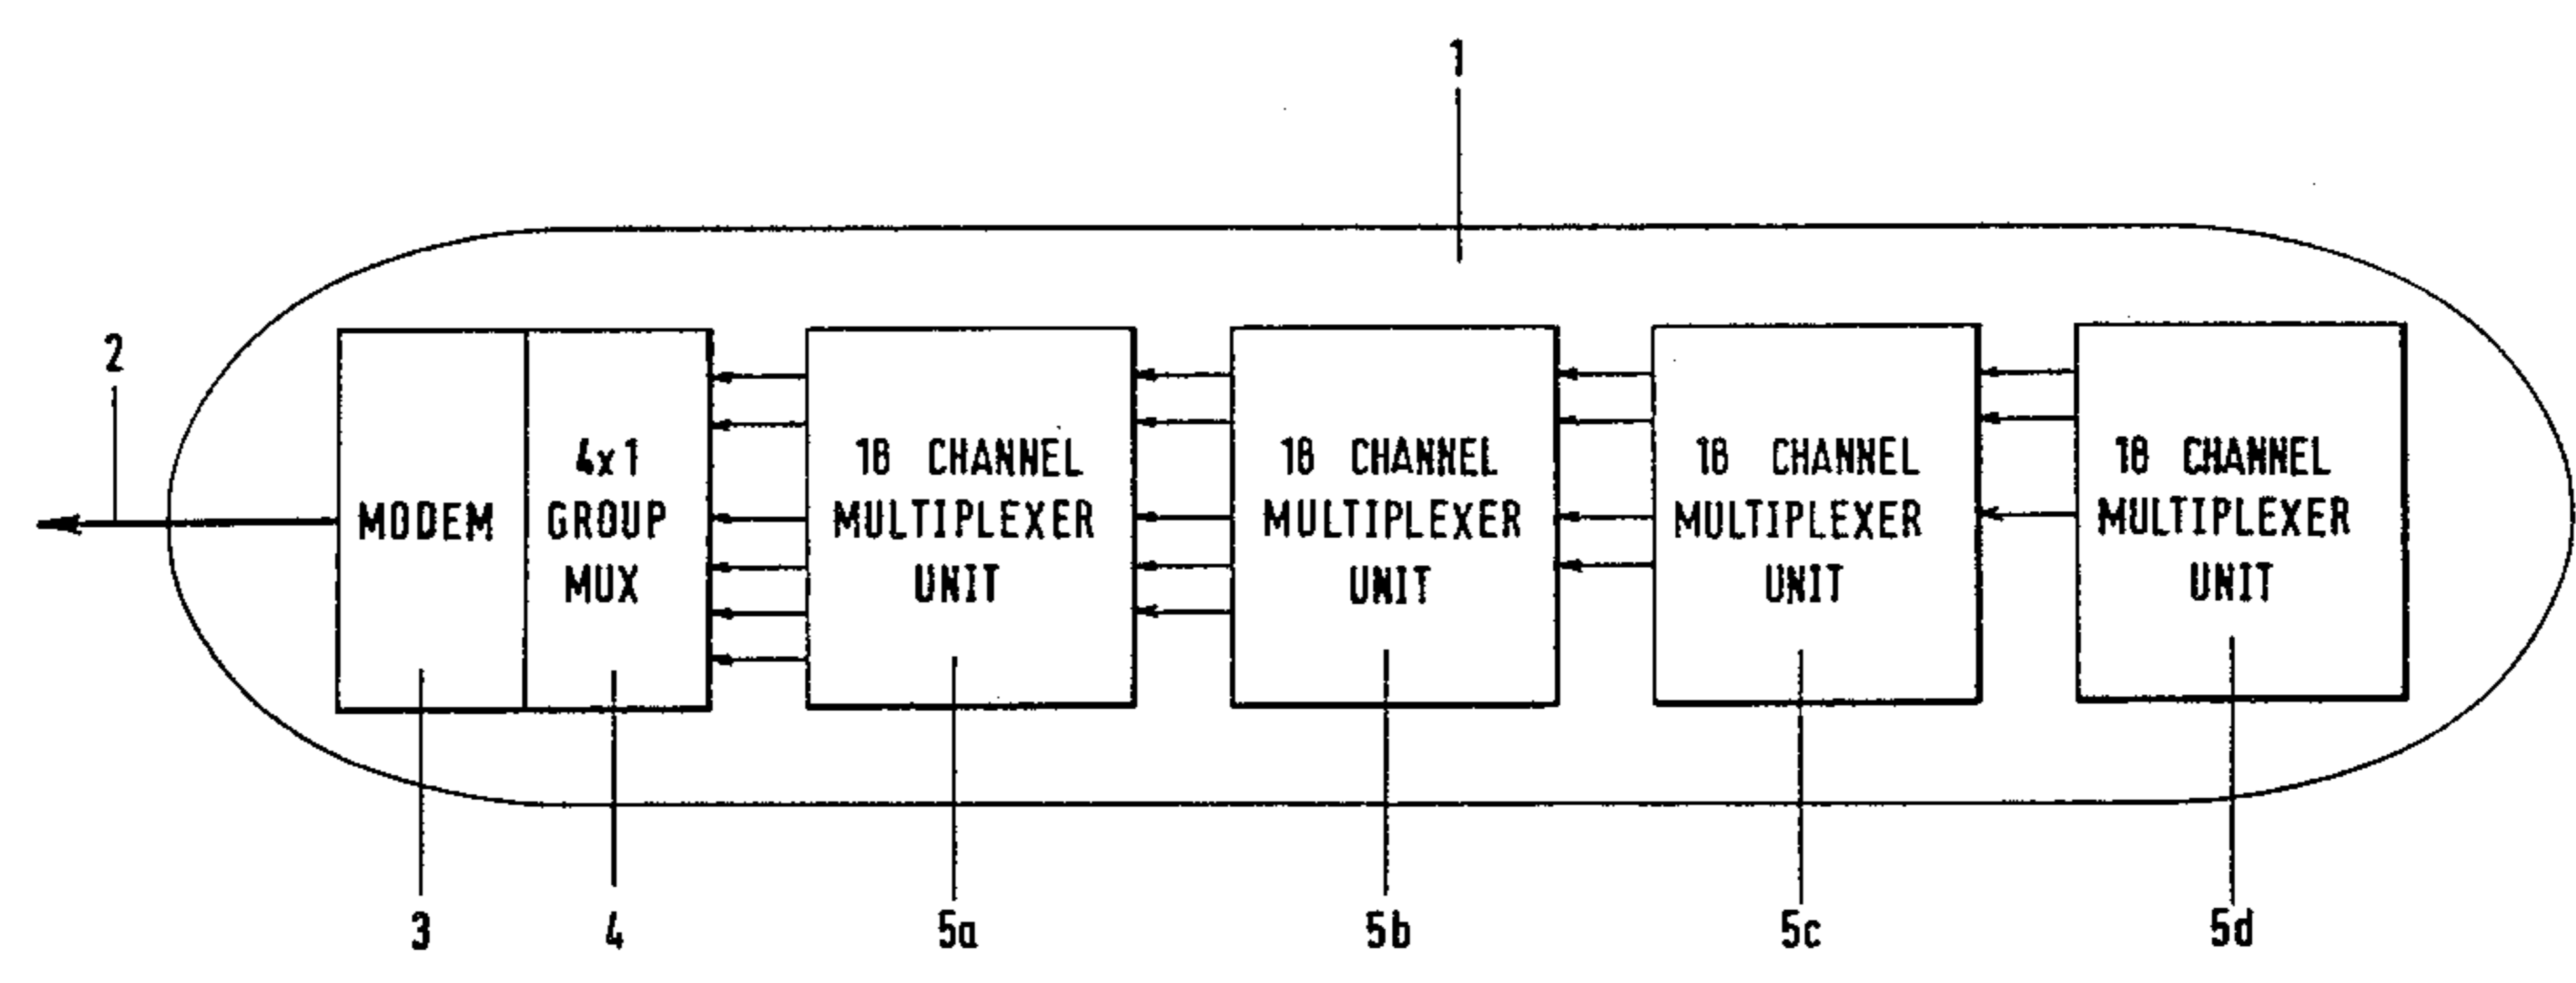 1
2
MODEM
4x1
GROUP
MUX
18 CHANNEL
MULTIPLEXER
UNIT
18 CHANNEL
MULTIPLEXER
UNIT
18 CHANNEL
MULTIPLEXER
UNIT
18 CHANNEL
MULTIPLEXER
UNIT
3
4
5a
5b
5c
5d